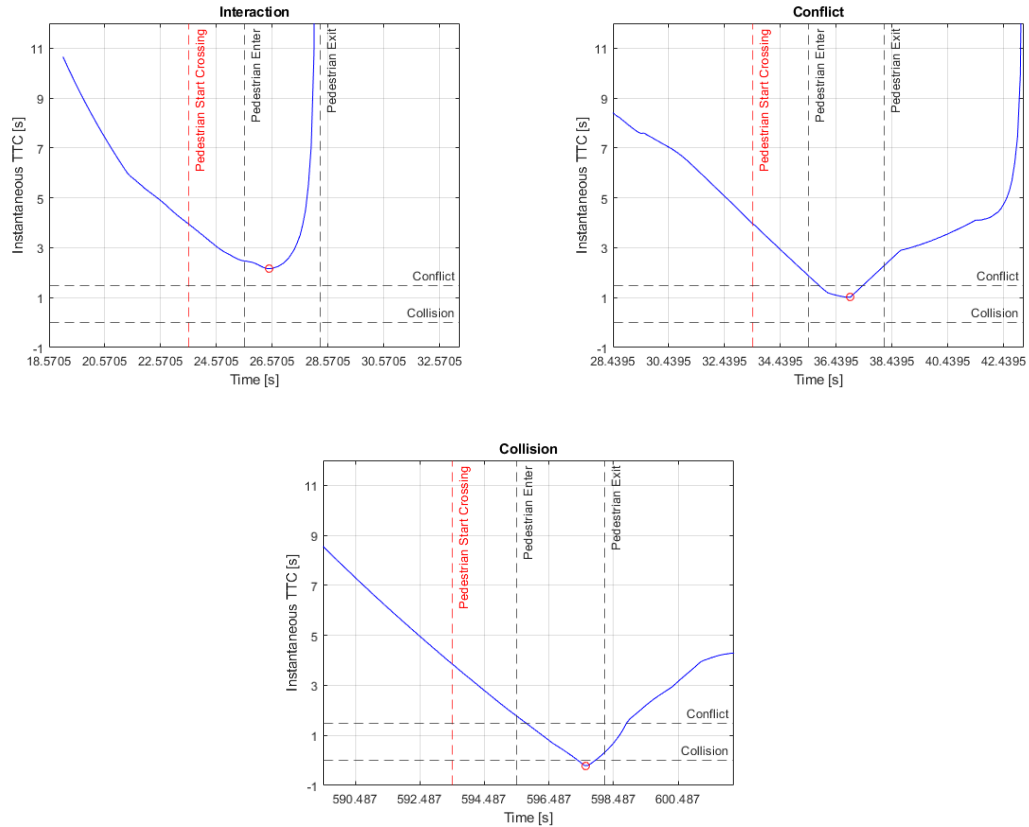 Interaction
Instantaneous TTC [s]
11
9
7
5
3
1
-1
Pedestrian Start Crossing
Pedestrian Enter
Pedestrian Exit
Conflict
Collision
18.5705 20.5705 22.5705 24.5705 26.5705 28.5705 30.5705 32.5705
Time [s]
Conflict
Instantaneous TTC [s]
11
9
7
5
3
1
-1
Pedestrian Start Crossing
Pedestrian Enter
Pedestrian Exit
Conflict
Collision
28.4395 30.4395 32.4395 34.4395 36.4395 38.4395 40.4395 42.4395
Time [s]
Collision
Instantaneous TTC [s]
11
9
7
5
3
1
-1
Pedestrian Start Crossing
Pedestrian Enter
Pedestrian Exit
Conflict
Collision
590.487 592.487 594.487 596.487 598.487 600.487
Time [s]